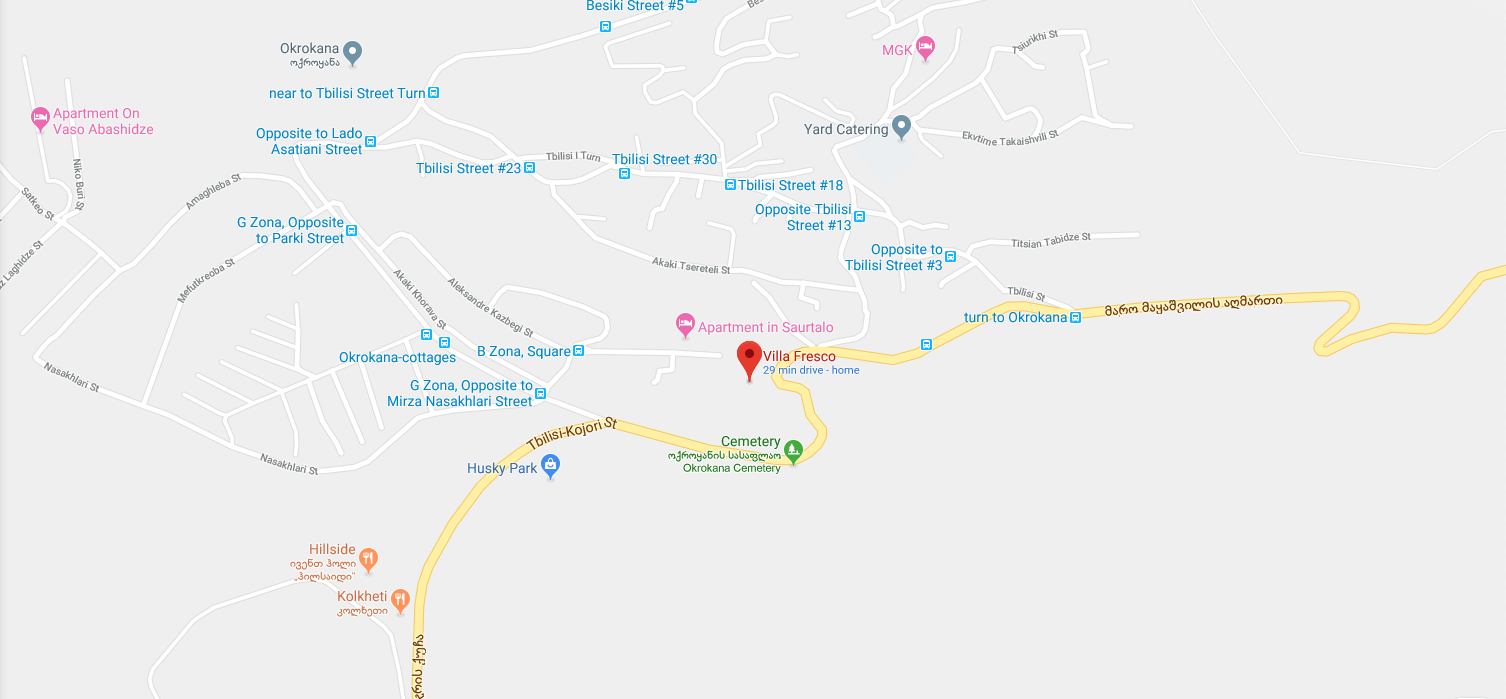 Besiki Street #5
Be
Okrokana
ოქროყანა
MGK
Tsiurikhi St
near to Tbilisi Street Turn
Apartment On
Vaso Abashidze
Yard Catering
Opposite to Lado
Asatiani Street
Ekvtime Takaishvili St
Tbilisi I Turn
Tbilisi Street #30
Tbilisi Street #23
Niko Buri St
Amaghleba St
Satkeo St
Tbilisi Street #18
Opposite Tbilisi
Street #13
G Zona, Opposite
to Parki Street
z Laghidze St
Titsian Tabidze St
Opposite to
Tbilisi Street #3
Mefutkreoba St
Akaki Tsereteli St
Akaki Khorava St
Aleksandre Kazbegi St
Tbilisi St
მარო მაყაშვილის აღმართი
turn to Okrokana
Apartment in Saurtalo
Okrokana-cottages
B Zona, Square
Villa Fresco
29 min drive - home
Nasakhlari St
G Zona, Opposite to
Mirza Nasakhlari Street
Tbilisi-Kojori St
Cemetery
ოქროყანის სასაფლაო
Okrokana Cemetery
Nasakhlari St
Husky Park
Hillside
ივენთ ჰოლი
„ჰილსაიდი"
Kolkheti
კოლხეთი
რის ქუჩა